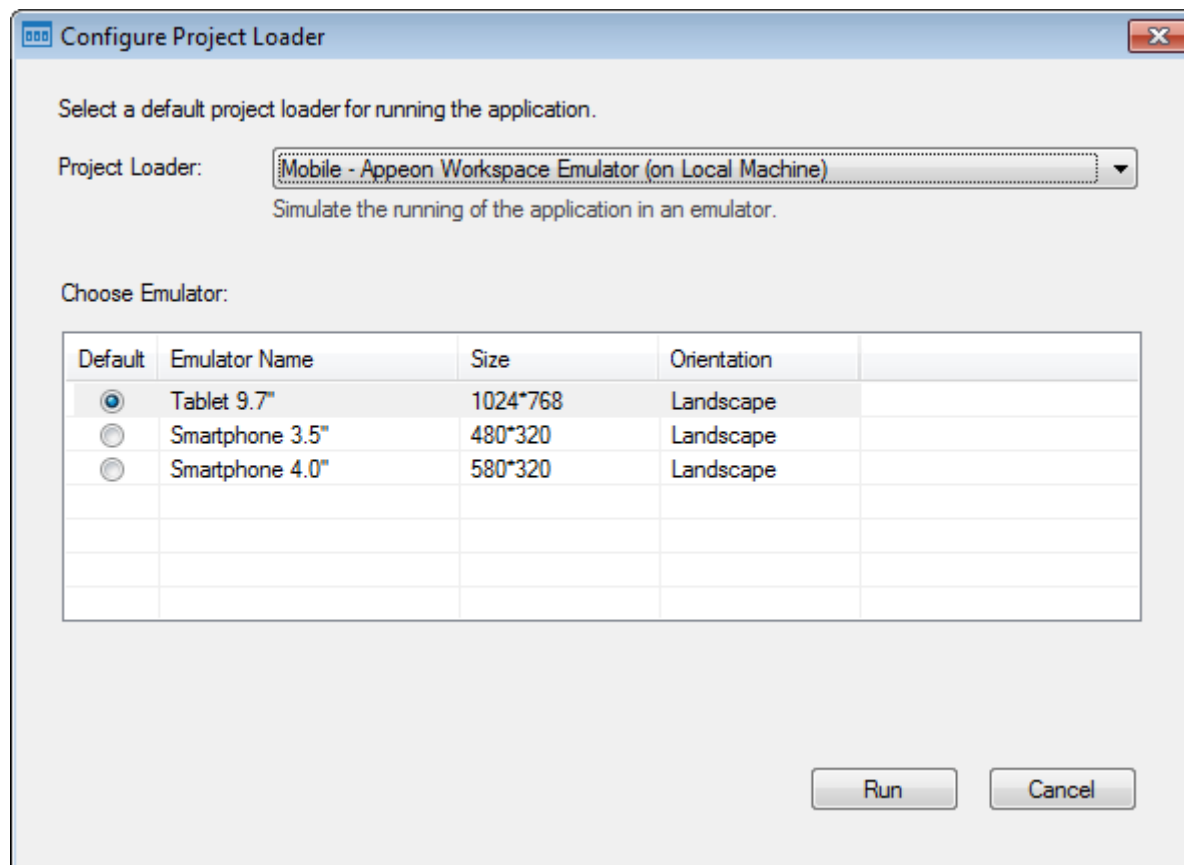 Configure Project Loader
Select a default project loader for running the application.
Project Loader: Mobile - Appeon Workspace Emulator (on Local Machine)
Simulate the running of the application in an emulator.
Choose Emulator:
Default Emulator Name Size Orientation
Tablet 9.7" 1024*768 Landscape
Smartphone 3.5" 480*320 Landscape
Smartphone 4.0" 580*320 Landscape
Run Cancel